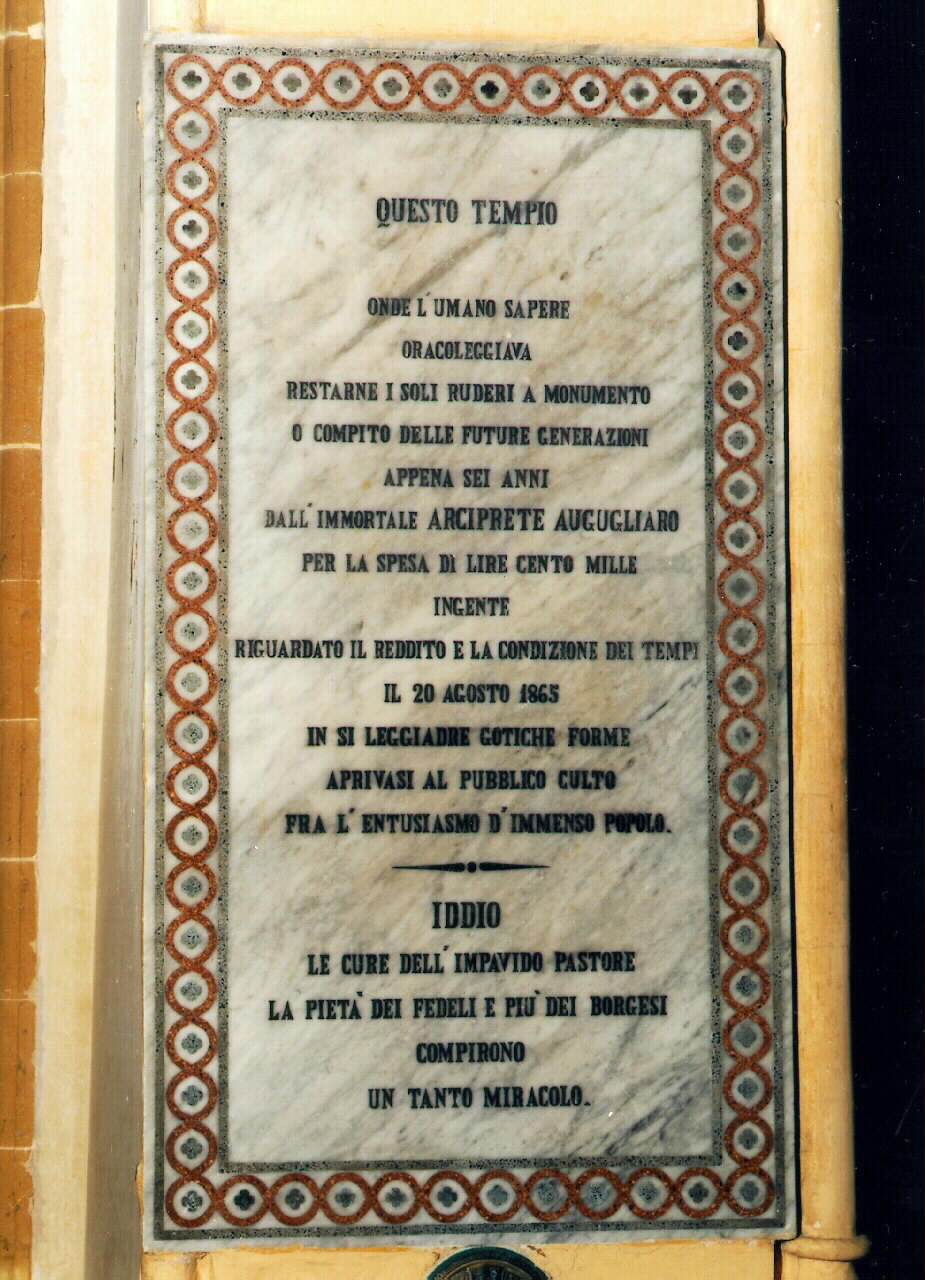 QUESTO TEMPIO
ONDE L'UMANO SAPERE
ORACOLEGGIAVA
RESTARNE I SOLI RUDERI A MONUMENTO
O COMPITO DELLE FUTURE GENERAZIONI
APPENA SEI ANNI
DALL'IMMORTALE ARCIPRETE AUGUGLIARO
PER LA SPESA DI LIRE CENTO MILLE
INGENTE
RIGUARDATO IL REDDITO E LA CONDIZIONE DEI TEMPI
IL 20 AGOSTO 1865
IN SI LEGGIADRE GOTICHE FORME
APRIVASI AL PUBBLICO CULTO
FRA L'ENTUSIASMO D'IMMENSO POPOLO.
IDDIO
LE CURE DELL'IMPAVIDO PASTORE
LA PIETÀ DEI FEDELI E PIÙ DEI BORGESI
COMPIRONO
UN TANTO MIRACOLO.